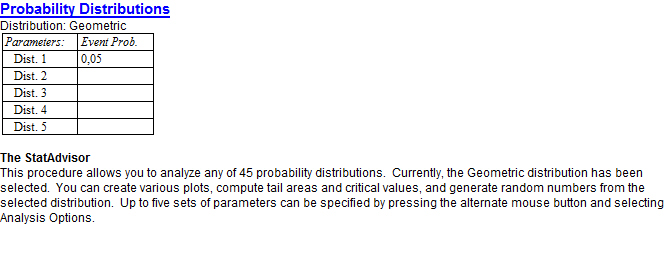 Probability Distributions
Distribution: Geometric
Parameters: Event Prob.
Dist. 1 0,05
Dist. 2
Dist. 3
Dist. 4
Dist. 5
The StatAdvisor
This procedure allows you to analyze any of 45 probability distributions.  Currently, the Geometric distribution has been
selected.  You can create various plots, compute tail areas and critical values, and generate random numbers from the
selected distribution.  Up to five sets of parameters can be specified by pressing the alternate mouse button and selecting
Analysis Options.